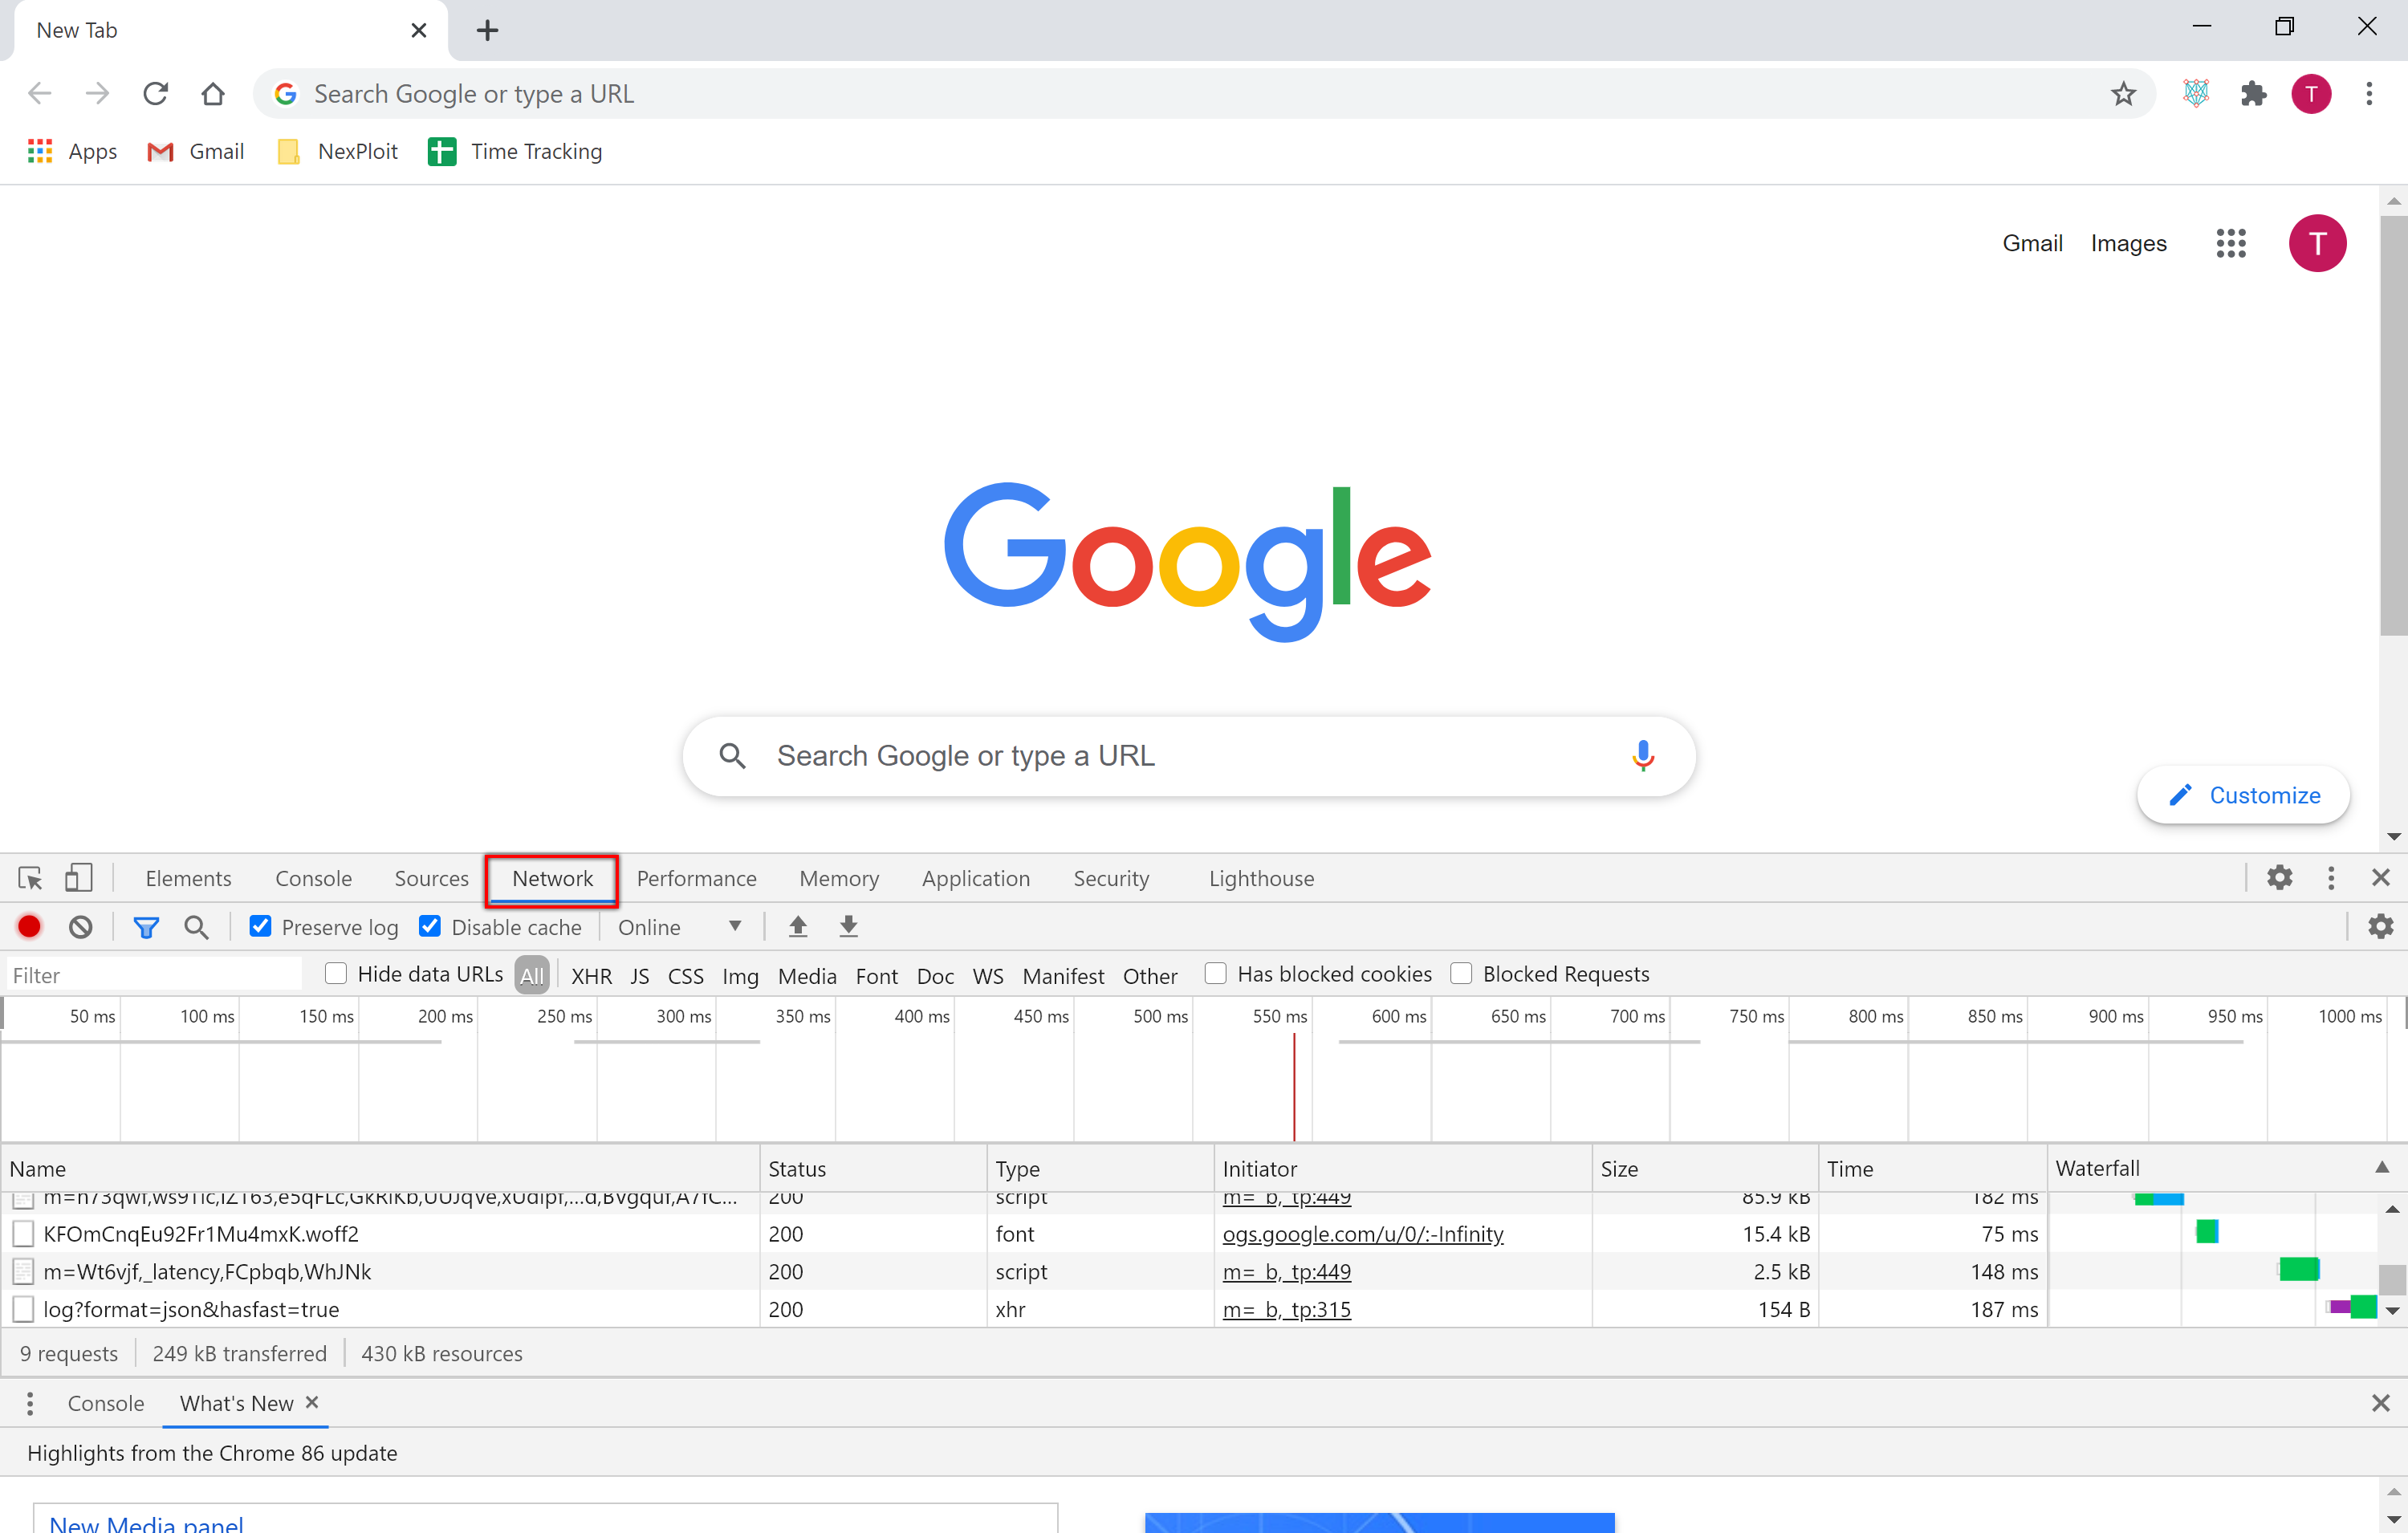 New Tab
Search Google or type a URL
T
Apps Gmail NexPloit Time Tracking
Gmail Images T
Google
Search Google or type a URL
Customize
Elements Console Sources Network Performance Memory Application Security Lighthouse
Preserve log Disable cache Online
Filter Hide data URLs All XHR JS CSS Img Media Font Doc WS Manifest Other Has blocked cookies Blocked Requests
50 ms 100 ms 150 ms 200 ms 250 ms 300 ms 350 ms 400 ms 450 ms 500 ms 550 ms 600 ms 650 ms 700 ms 750 ms 800 ms 850 ms 900 ms 950 ms 1000 ms
Name Status Type Initiator Size Time Waterfall
200 script m=_b,_tp:449 85.9 kB 182 ms
KFOmCnqEu92Fr1Mu4mxK.woff2 200 font ogs.google.com/u/0/:-Infinity 15.4 kB 75 ms
m=Wt6vjf,_latency,FCpbqb,WhJNk 200 script m=_b,_tp:449 2.5 kB 148 ms
log?format=json&hasfast=true 200 xhr m=_b,_tp:315 154 B 187 ms
9 requests 249 kB transferred 430 kB resources
Console What's New
Highlights from the Chrome 86 update
New Media panel